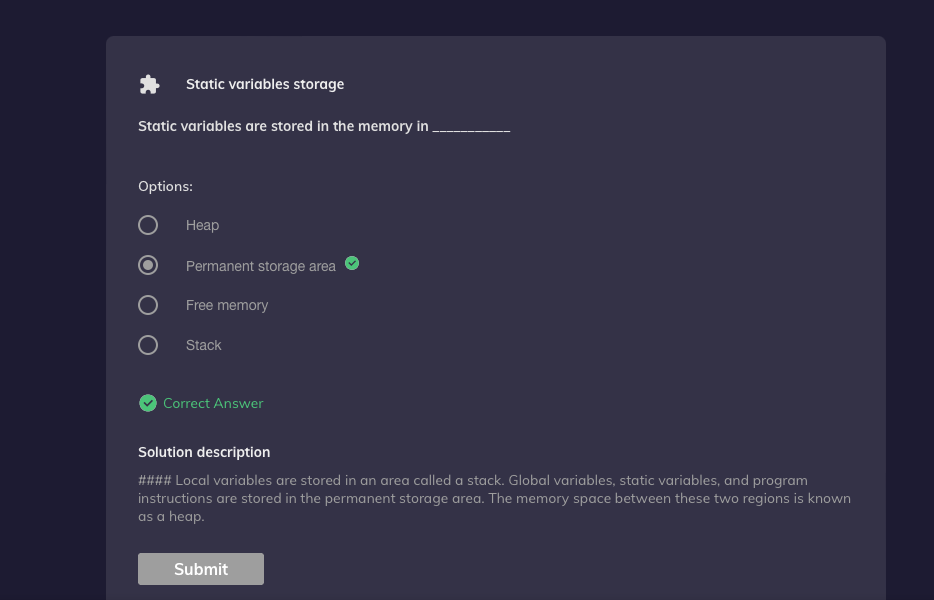 Static variables storage
Static variables are stored in the memory in ___________
Options:
Heap
Permanent storage area
Free memory
Stack
Correct Answer
Solution description
#### Local variables are stored in an area called a stack. Global variables, static variables, and program
instructions are stored in the permanent storage area. The memory space between these two regions is known
as a heap.
Submit